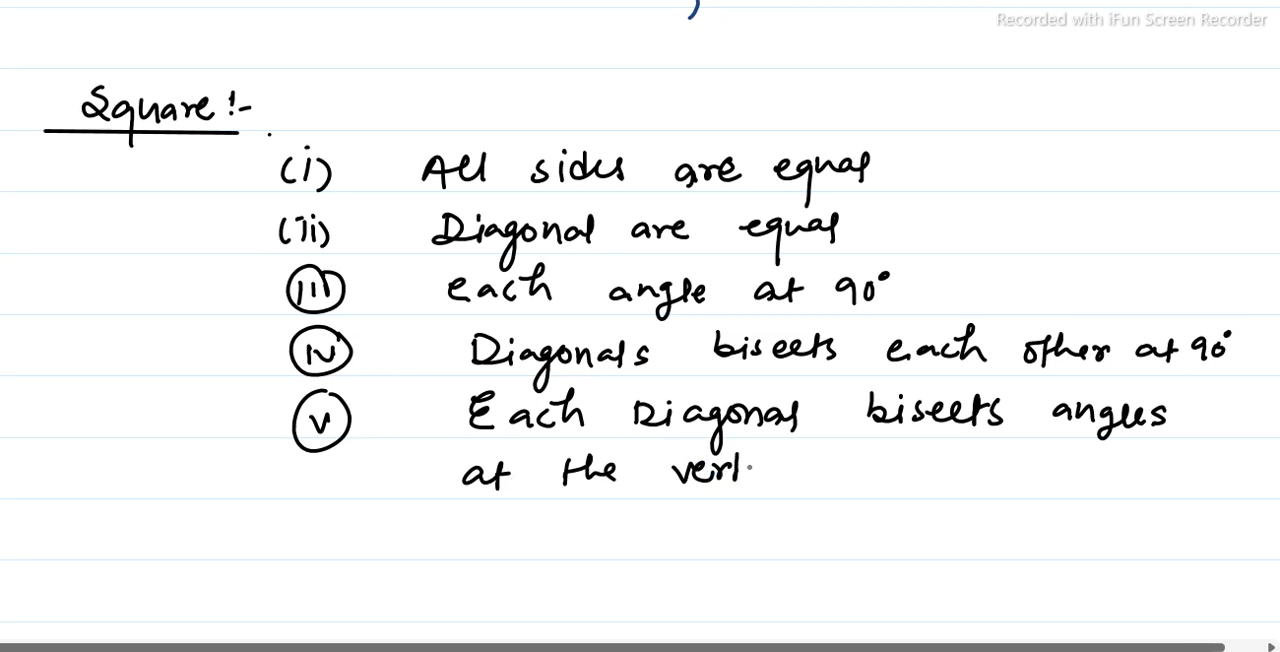 Recorded with iFun Screen Recorder
Square :-
(i) All sides are equal
(ii) Diagonal are equal
(iii) each angle at 90°
(iv) Diagonals bisects each other at 90°
(v) Each Diagonal bisects angles
at the vert